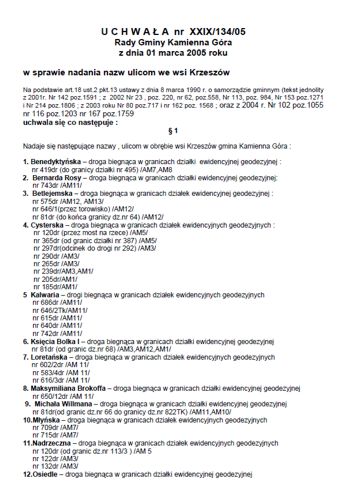 U C H W A Ł A nr XXIX/134/05
Rady Gminy Kamienna Góra
z dnia 01 marca 2005 roku
w sprawie nadania nazw ulicom we wsi Krzeszów
Na podstawie art.18 ust.2 pkt.13 ustawy z dnia 8 marca 1990 r. o samorządzie gminnym (tekst jednolity
z 2001r. Nr 142 poz.1591 ; z 2002 Nr 23 , poz. 220, nr 62, poz.558, Nr 113, poz. 984, Nr 153 poz.1271
i Nr 214 poz.1806 ; z 2003 roku Nr 80 poz.717 i nr 162 poz. 1568 ; oraz z 2004 r. Nr 102 poz.1055
nr 116 poz.1203 nr 167 poz.1759
uchwala się co następuje :
§ 1
Nadaje się następujące nazwy , ulicom w obrębie wsi Krzeszów gmina Kamienna Góra :
1. Benedyktyńska – droga biegnąca w granicach działki ewidencyjnej geodezyjnej :
nr 419dr (do granicy działki nr 495) /AM7,AM8
2. Bernarda Rosy – droga biegnąca w granicach działki ewidencyjnej geodezyjnej:
nr 743dr /AM11/
3. Betlejemska – droga biegnąca w granicach działek ewidencyjnej geodezyjnej :
nr 575dr /AM12, AM13/
nr 646/1(przez torowisko) /AM12/
nr 81dr (do końca granicy dz.nr 64) /AM12/
4. Cysterska – droga biegnąca w granicach działek ewidencyjnych geodezyjnych :
nr 120dr (przez most na rzece) /AM5/
nr 365dr (od granic działki nr 387) /AM5/
nr 297dr(odcinek do drogi nr 292) /AM3/
nr 290dr /AM3/
nr 265dr /AM3/
nr 239dr/AM3,AM1/
nr 205dr/AM1/
nr 185dr/AM1/
5 Kalwaria – drogi biegnąca w granicach działek ewidencyjnych geodezyjnych
nr 686dr /AM11/
nr 646/2Tk/AM11/
nr 615dr /AM11/
nr 640dr /AM11/
nr 742dr /AM11/
6. Księcia Bolka I – droga biegnąca w granicach działki ewidencyjnej geodezyjnej
nr 81dr (od granic dz.nr 68) /AM3,AM12,AM1/
7. Loretańska – droga biegnąca w granicach działek ewidencyjnych geodezyjnych
nr 602/2dr /AM 11/
nr 583/4dr /AM 11/
nr 616/3dr /AM 11/
8. Maksymiliana Brokoffa – droga biegnąca w granicach działki ewidencyjnej geodezyjnej
nr 650/12dr /AM 11/
9. Michała Willmana – droga biegnąca w granicach działki ewidencyjnej geodezyjnej
nr 81dr(od granic dz.nr 66 do granicy dz.nr 822TK) /AM11,AM10/
10.Młyńska – droga biegnąca w granicach działek ewidencyjnych geodezyjnych
nr 709dr /AM7/
nr 715dr /AM7/
11.Nadrzeczna – droga biegnąca w granicach działek ewidencyjnych geodezyjnych
nr 120dr (od granic dz.nr 113/3 ) /AM 5
nr 122dr /AM3/
nr 132dr /AM3/
12.Osiedle – droga biegnąca w granicach działki ewidencyjnej geodezyjnej